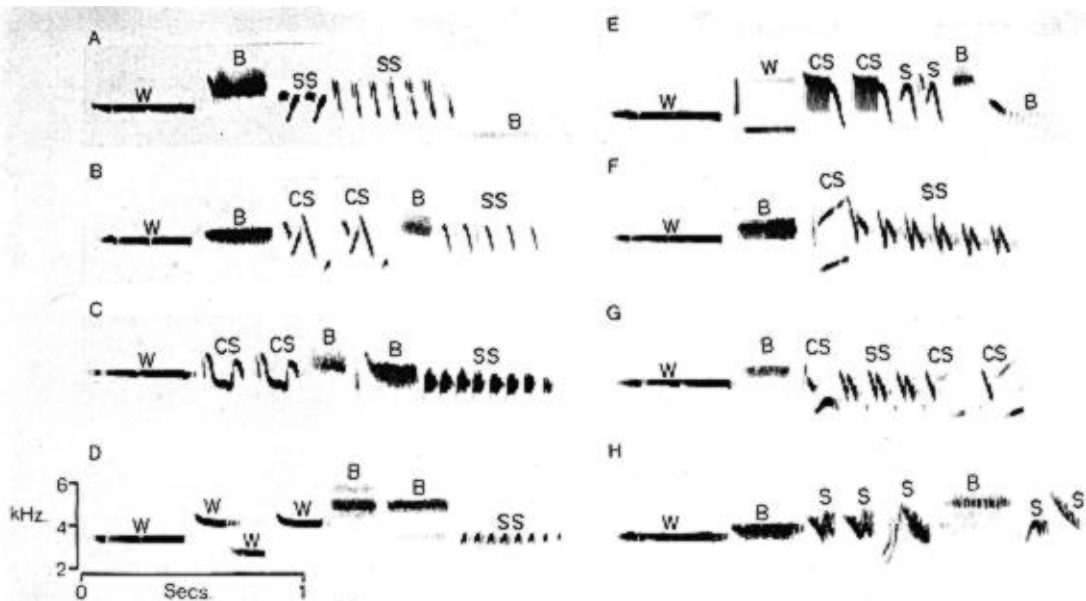 A
W B SS SS B
B
W B CS CS B SS
C
W CS CS B B SS
D
W W W W B B SS
kHz
6
4
2
0 Secs. 1
E
W W CS CS S S B B
F
W B CS SS
G
W B CS SS CS CS
H
W B S S S B S S